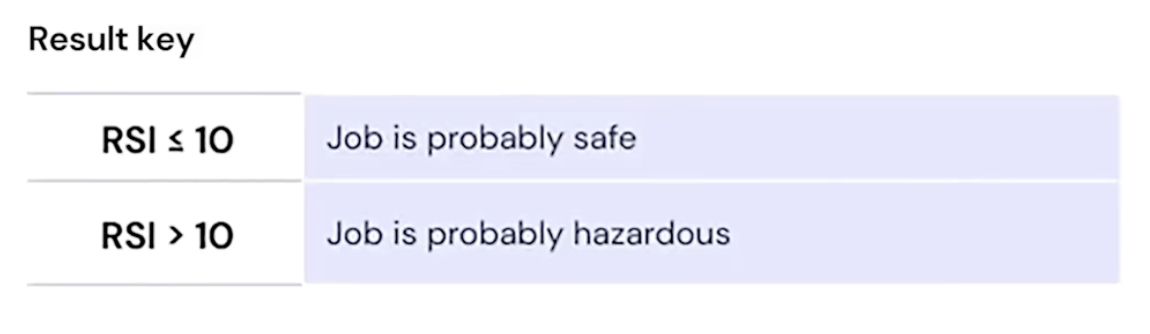 Result key
RSI ≤ 10 Job is probably safe
RSI > 10 Job is probably hazardous